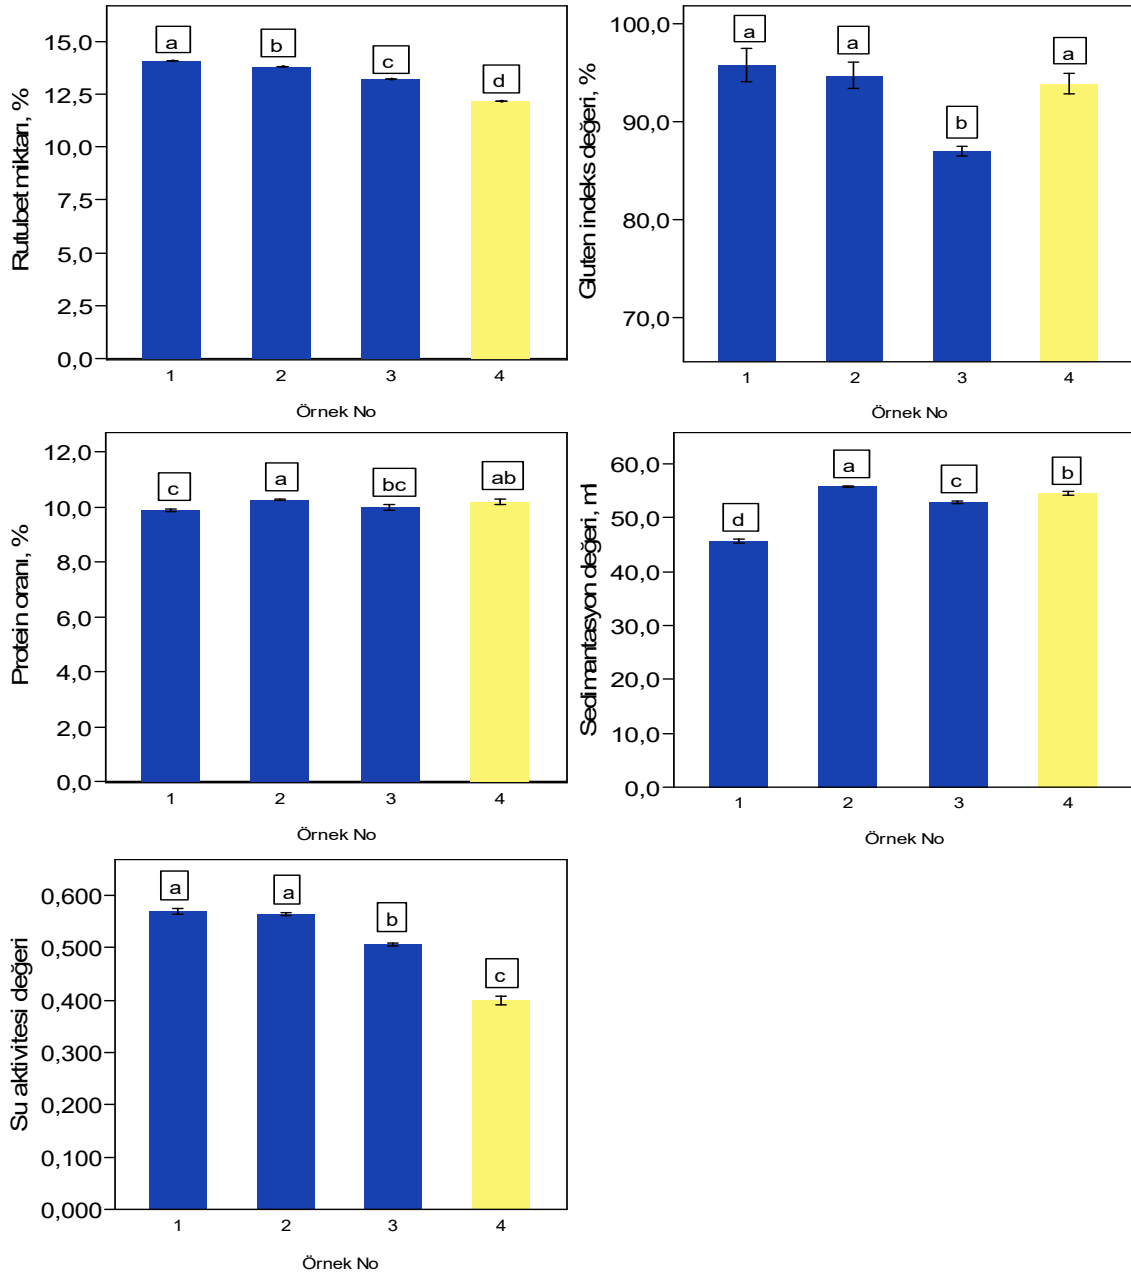 Rutubet miktarı, %
15,0
12,5
10,0
7,5
5,0
2,5
0,0
a
b
c
d
1 2 3 4
Örnek No
Gluten indeks değeri, %
100,0
90,0
80,0
70,0
a
a
b
a
1 2 3 4
Örnek No
Protein oranı, %
12,0
10,0
8,0
6,0
4,0
2,0
0,0
c
a
bc
ab
1 2 3 4
Örnek No
Sedimantasyon değeri, ml
60,0
50,0
40,0
30,0
20,0
10,0
0,0
d
a
c
b
1 2 3 4
Örnek No
Su aktivitesi değeri
0,600
0,500
0,400
0,300
0,200
0,100
0,000
a
a
b
c
1 2 3 4
Örnek No